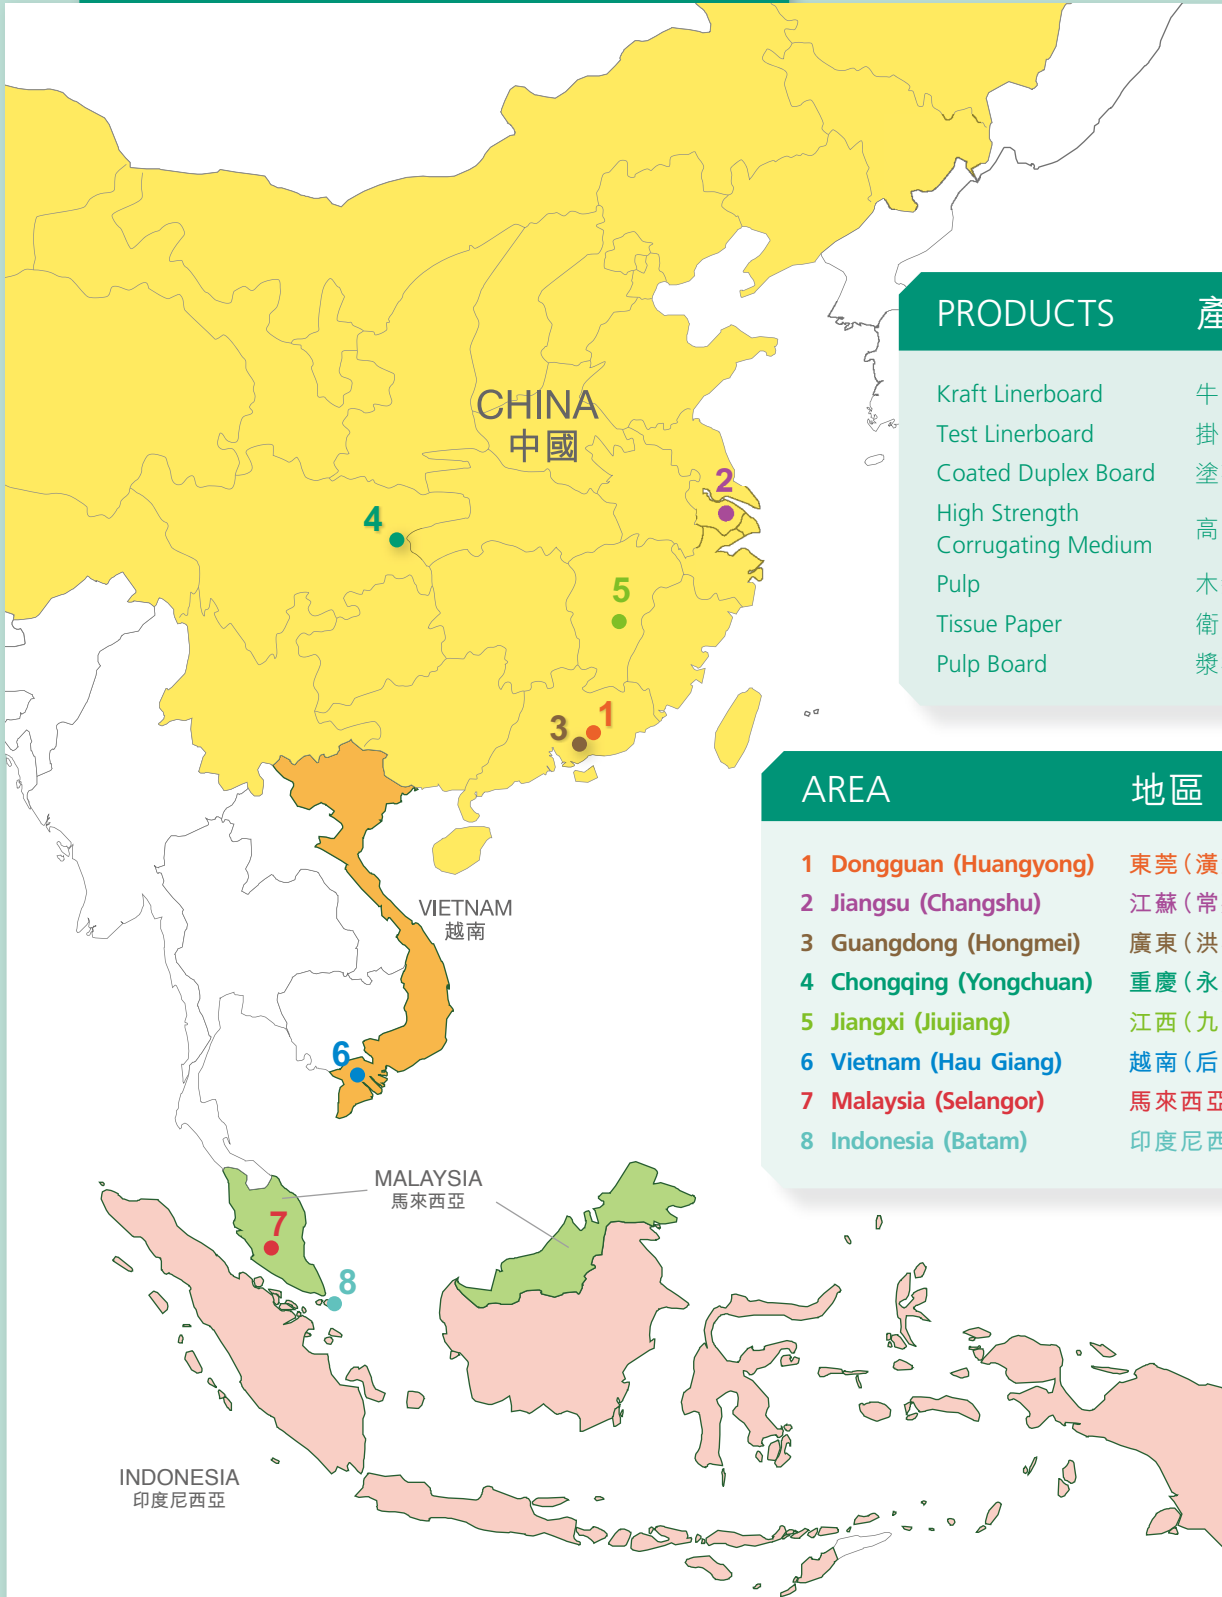 CHINA
中國
2
4
5
3
1
VIETNAM
越南
6
MALAYSIA
馬來西亞
7
8
INDONESIA
印度尼西亞
PRODUCTS 產
Kraft Linerboard 牛
Test Linerboard 掛
Coated Duplex Board 塗
High Strength
Corrugating Medium 高
Pulp 木
Tissue Paper 衛
Pulp Board 漿
AREA 地區
1 Dongguan (Huangyong) 東莞(潢
2 Jiangsu (Changshu) 江蘇(常
3 Guangdong (Hongmei) 廣東(洪
4 Chongqing (Yongchuan) 重慶(永
5 Jiangxi (Jiujiang) 江西(九
6 Vietnam (Hau Giang) 越南(后
7 Malaysia (Selangor) 馬來西亞
8 Indonesia (Batam) 印度尼西